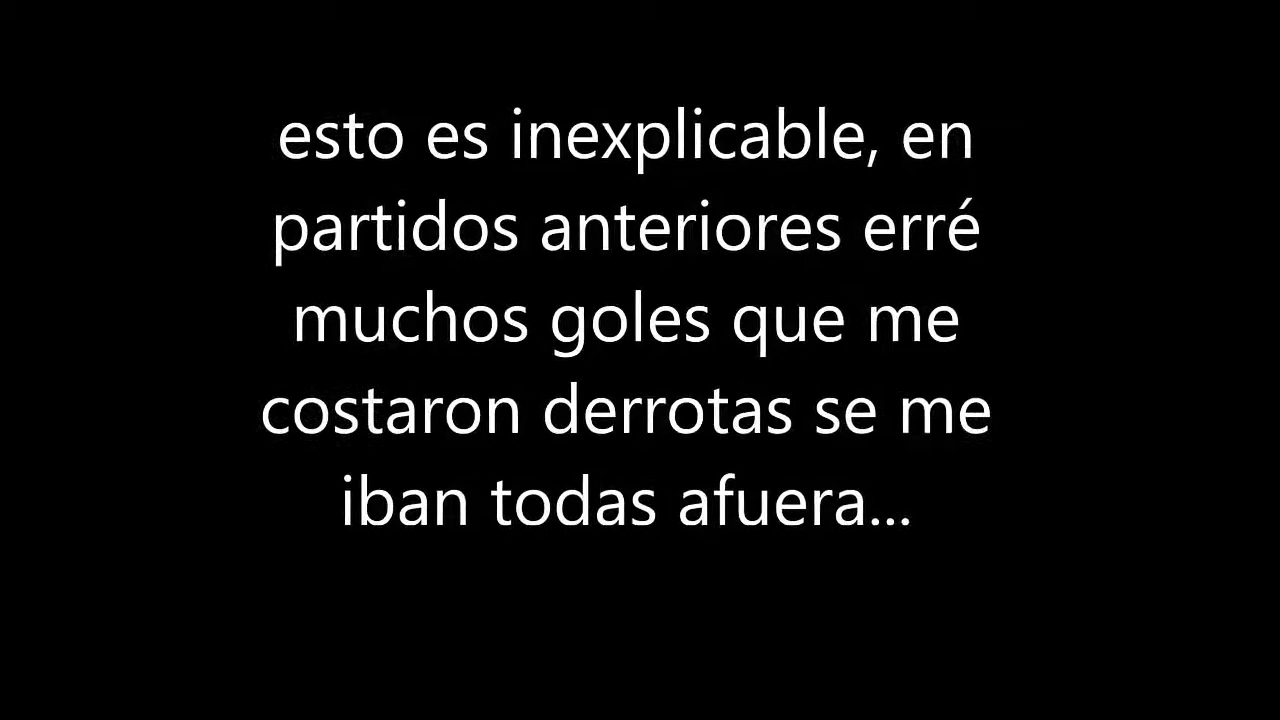 esto es inexplicable, en
partidos anteriores erré
muchos goles que me
costaron derrotas se me
iban todas afuera...